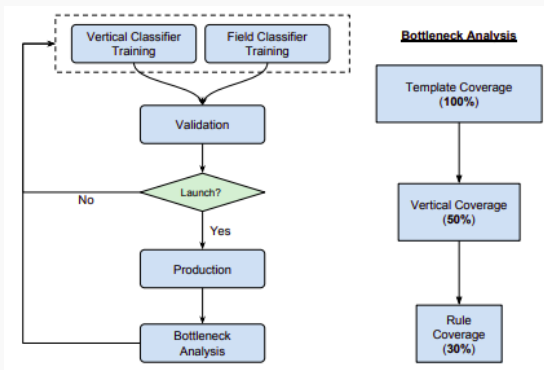 Vertical Classifier
Training
Field Classifier
Training
Validation
Launch?
No
Yes
Production
Bottleneck
Analysis
Bottleneck Analysis
Template Coverage
(100%)
Vertical Coverage
(50%)
Rule
Coverage
(30%)